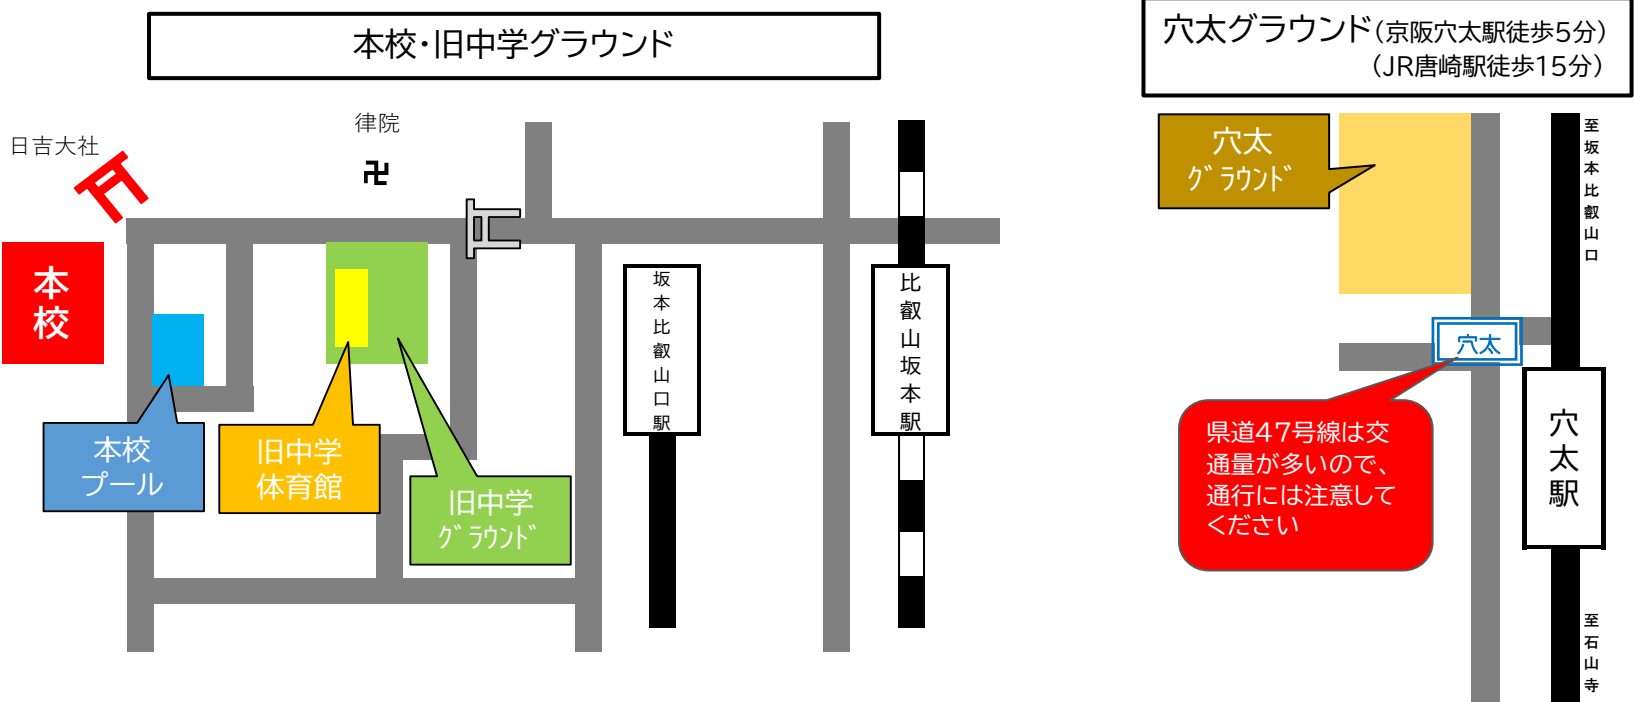 本校・旧中学グラウンド
穴太グラウンド(京阪穴太駅徒歩5分)
(JR唐崎駅徒歩15分)
律院
日吉大社
卍
本
校
本校
プール
旧中学
体育館
旧中学
グラウンド
坂本比叡山口駅
比叡山坂本駅
穴太
グラウンド
至坂本比叡山口
穴太
県道47号線は交
通量が多いので、
通行には注意して
ください
穴太駅
至石山寺